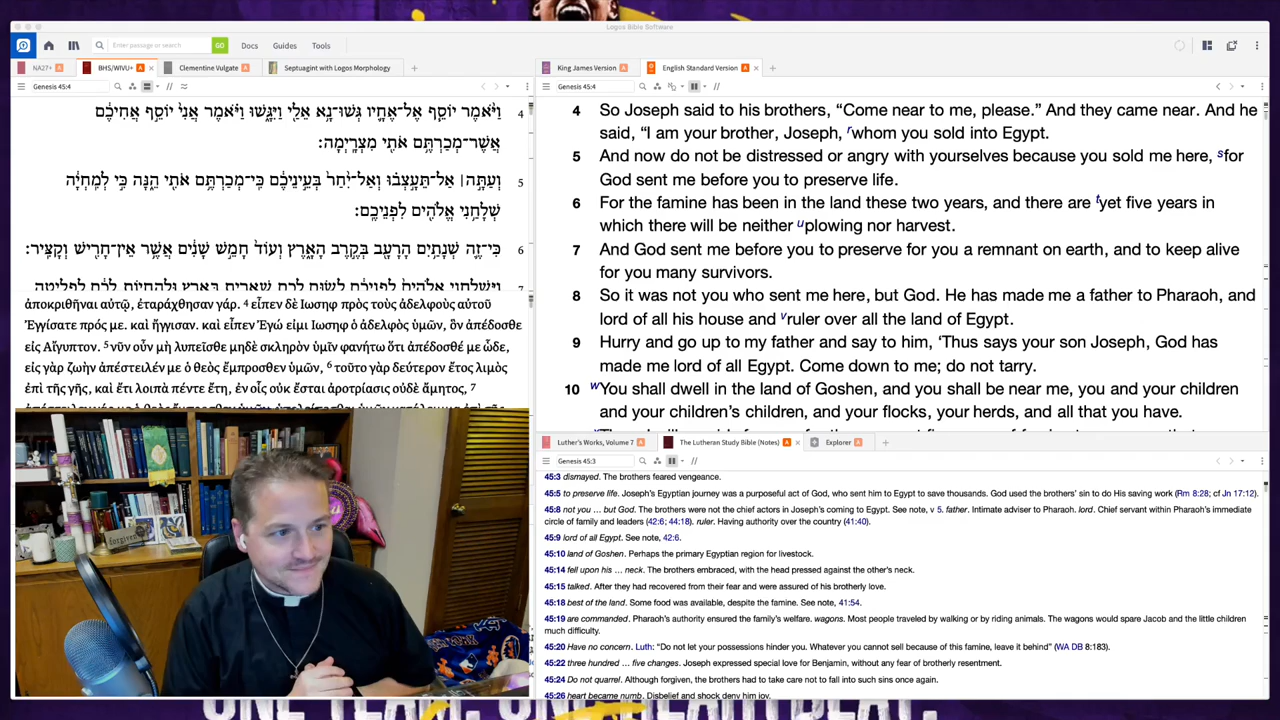 Logos Bible Software
Enter passage or search
GO
Docs
Guides
Tools
NA27+ A
BHS/WIVU+ A
Clementine Vulgate A
Septuagint with Logos Morphology
Genesis 45:4
4 וַיֹּ֨אמֶר יוֹסֵ֧ף אֶל־אֶחָ֛יו גְּשׁוּ־נָ֥א אֵלַ֖י וַיִּגָּ֑שׁוּ וַיֹּ֗אמֶר אֲנִי֙ יוֹסֵ֣ף אֲחִיכֶ֔ם
אֲשֶׁר־מְכַרְתֶּ֥ם אֹתִ֖י מִצְרָֽיְמָה׃
5 וְעַתָּ֣ה׀ אַל־תֵּעָ֣צְב֗וּ וְאַל־יִ֙חַר֙ בְּעֵ֣ינֵיכֶ֔ם כִּֽי־מְכַרְתֶּ֥ם אֹתִ֖י הֵ֑נָּה כִּ֣י לְמִֽחְיָ֔ה
שְׁלָחַ֥נִי אֱלֹהִ֖ים לִפְנֵיכֶֽם׃
6 כִּי־זֶ֛ה שְׁנָתַ֥יִם הָרָעָ֖ב בְּקֶ֣רֶב הָאָ֑רֶץ וְעוֹד֙ חָמֵ֣שׁ שָׁנִ֔ים אֲשֶׁ֥ר אֵין־חָרִ֖ישׁ וְקָצִּֽיר׃
7
ἀποκριθῆναι αὐτῷ, ἐταράχθησαν γάρ. 4 εἶπεν δὲ Ιωσηφ πρὸς τοὺς ἀδελφοὺς αὐτοῦ
Ἐγγίσατε πρός με. καὶ ἤγγισαν. καὶ εἶπεν Ἐγώ εἰμι Ιωσηφ ὁ ἀδελφὸς ὑμῶν, ὃν ἀπέδοσθε
εἰς Αἴγυπτον. 5 νῦν οὖν μὴ λυπεῖσθε μηδὲ σκληρὸν ὑμῖν φανήτω ὅτι ἀπέδοσθέ με ὧδε,
εἰς γὰρ ζωὴν ἀπέστειλέν με ὁ θεὸς ἔμπροσθεν ὑμῶν, 6 τοῦτο γὰρ δεύτερον ἔτος λιμὸς
ἐπὶ τῆς γῆς, καὶ ἔτι λοιπὰ πέντε ἔτη, ἐν οἷς οὐκ ἔσται ἀροτρίασις οὐδὲ ἄμητος, 7
King James Version A
English Standard Version A
Genesis 45:4
4 So Joseph said to his brothers, “Come near to me, please.” And they came near. And he
said, “I am your brother, Joseph, r whom you sold into Egypt.
5 And now do not be distressed or angry with yourselves because you sold me here, s for
God sent me before you to preserve life.
6 For the famine has been in the land these two years, and there are t yet five years in
which there will be neither u plowing nor harvest.
7 And God sent me before you to preserve for you a remnant on earth, and to keep alive
for you many survivors.
8 So it was not you who sent me here, but God. He has made me a father to Pharaoh, and
lord of all his house and v ruler over all the land of Egypt.
9 Hurry and go up to my father and say to him, ‘Thus says your son Joseph, God has
made me lord of all Egypt. Come down to me; do not tarry.
10 w You shall dwell in the land of Goshen, and you shall be near me, you and your children
and your children’s children, and your flocks, your herds, and all that you have.
Luther's Works, Volume 7 A
The Lutheran Study Bible (Notes) A
Explorer A
Genesis 45:3
45:3 dismayed. The brothers feared vengeance.
45:5 to preserve life. Joseph's Egyptian journey was a purposeful act of God, who sent him to Egypt to save thousands. God used the brothers' sin to do His saving work (Rm 8:28; cf Jn 17:12).
45:8 not you … but God. The brothers were not the chief actors in Joseph's coming to Egypt. See note, v 5. father. Intimate adviser to Pharaoh. lord. Chief servant within Pharaoh's immediate
circle of family and leaders (42:6; 44:18). ruler. Having authority over the country (41:40).
45:9 lord of all Egypt. See note, 42:6.
45:10 land of Goshen. Perhaps the primary Egyptian region for livestock.
45:14 fell upon his … neck. The brothers embraced, with the head pressed against the other's neck.
45:15 talked. After they had recovered from their fear and were assured of his brotherly love.
45:18 best of the land. Some food was available, despite the famine. See note, 41:54.
45:19 are commanded. Pharaoh's authority ensured the family's welfare. wagons. Most people traveled by walking or by riding animals. The wagons would spare Jacob and the little children
much difficulty.
45:20 Have no concern. Luth: “Do not let your possessions hinder you. Whatever you cannot sell because of this famine, leave it behind” (WA DB 8:183).
45:22 three hundred … five changes. Joseph expressed special love for Benjamin, without any fear of brotherly resentment.
45:24 Do not quarrel. Although forgiven, the brothers had to take care not to fall into such sins once again.
45:26 heart became numb. Disbelief and shock deny him joy.
ONE TEAM. ONE HEARTBEAT.